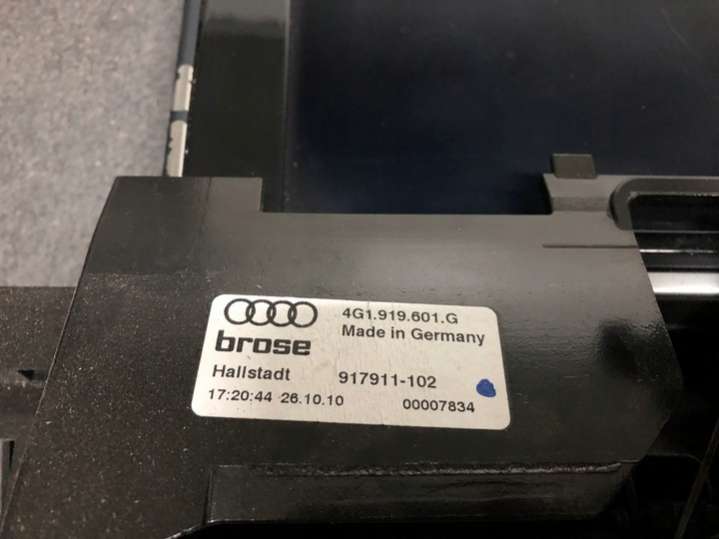 4G1.919.601.G
Made in Germany
brose
Hallstadt 917911-102
17:20:44 26.10.10 00007834